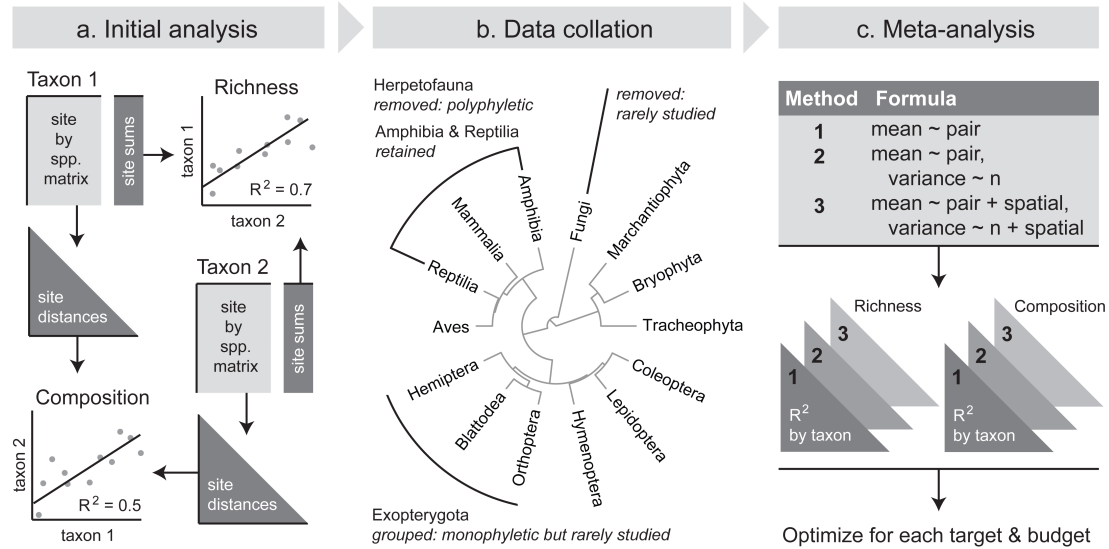 a. Initial analysis
Taxon 1
site
by
spp.
matrix
site sums
Richness
taxon 1
R² = 0.7
taxon 2
site
distances
Taxon 2
site
by
spp.
matrix
site sums
Composition
taxon 2
R² = 0.5
taxon 1
site
distances
b. Data collation
Herpetofauna
removed: polyphyletic
Amphibia & Reptilia
retained
removed:
rarely studied
Amphibia
Mammalia
Reptilia
Aves
Hemiptera
Blattodea
Orthoptera
Hymenoptera
Lepidoptera
Coleoptera
Tracheophyta
Bryophyta
Marchantiophyta
Fungi
Exopterygota
grouped: monophyletic but rarely studied
c. Meta-analysis
Method Formula
1 mean ~ pair
2 mean ~ pair,
variance ~ n
3 mean ~ pair + spatial,
variance ~ n + spatial
Richness
3
2
1
R²
by taxon
Composition
3
2
1
R²
by taxon
Optimize for each target & budget